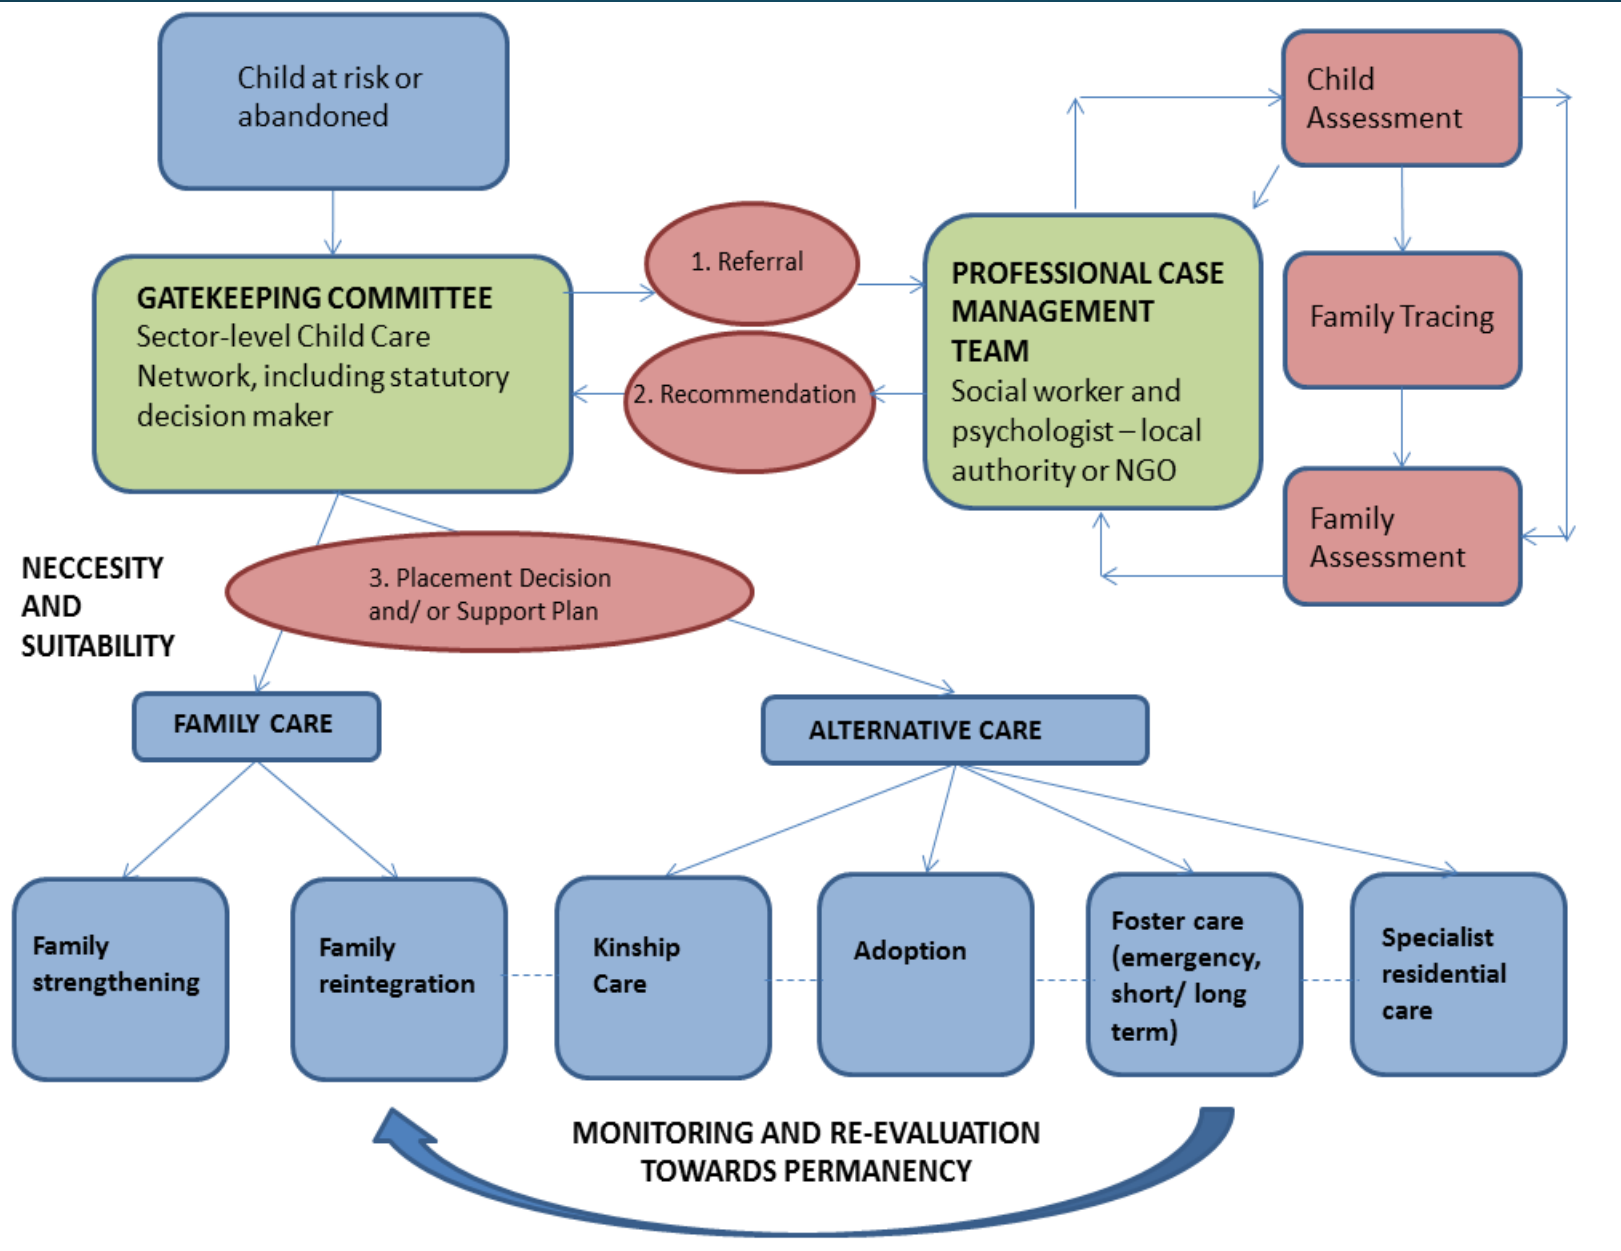 Child at risk or
abandoned
Child
Assessment
GATEKEEPING COMMITTEE
Sector-level Child Care
Network, including statutory
decision maker
1. Referral
2. Recommendation
PROFESSIONAL CASE
MANAGEMENT
TEAM
Social worker and
psychologist – local
authority or NGO
Family Tracing
Family
Assessment
NECCESITY
AND
SUITABILITY
3. Placement Decision
and/ or Support Plan
FAMILY CARE
ALTERNATIVE CARE
Family
strengthening
Family
reintegration
Kinship
Care
Adoption
Foster care
(emergency,
short/ long
term)
Specialist
residential
care
MONITORING AND RE-EVALUATION
TOWARDS PERMANENCY